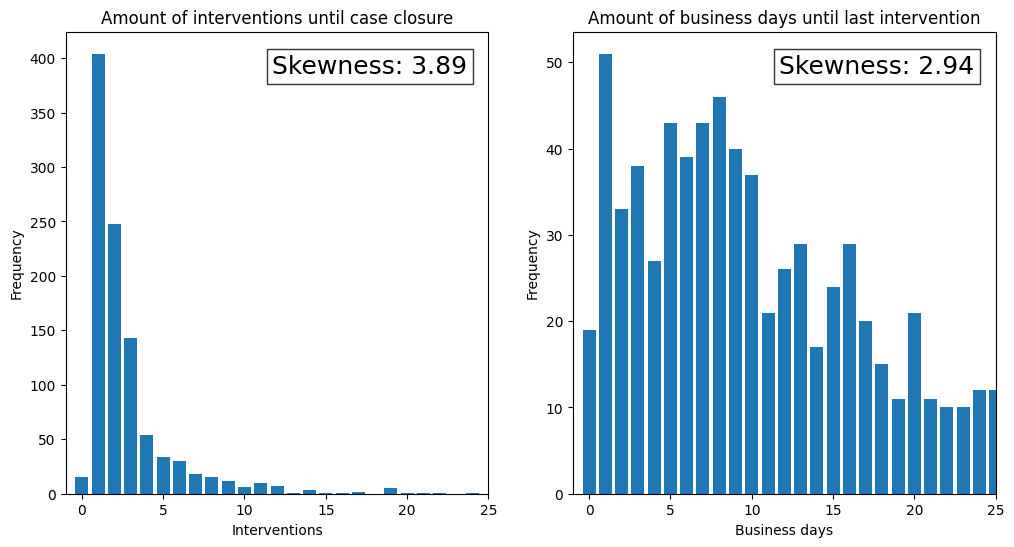 Amount of interventions until case closure
Skewness: 3.89
Frequency
400
350
300
250
200
150
100
50
0
0 5 10 15 20 25
Interventions
Amount of business days until last intervention
Skewness: 2.94
Frequency
50
40
30
20
10
0
0 5 10 15 20 25
Business days